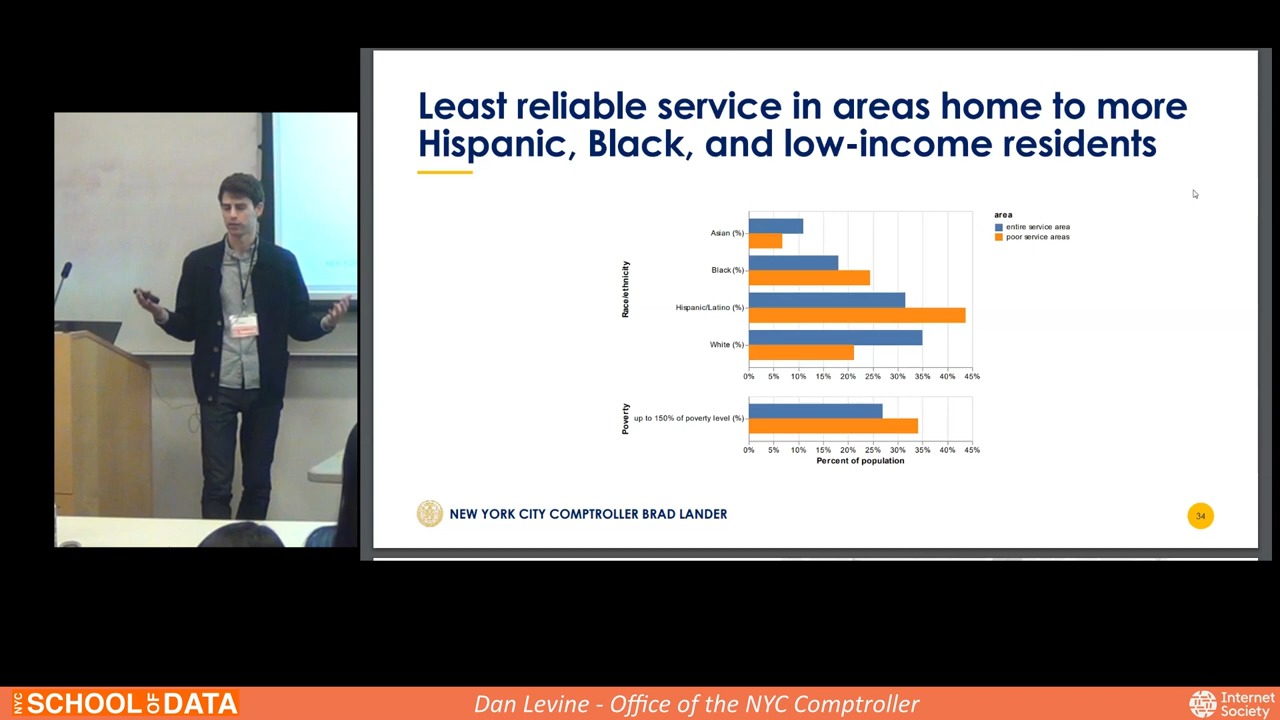 Least reliable service in areas home to more
Hispanic, Black, and low-income residents
area
entire service area
poor service areas
Race/ethnicity
Asian (%)
Black (%)
Hispanic/Latino (%)
White (%)
0% 5% 10% 15% 20% 25% 30% 35% 40% 45%
Poverty
up to 150% of poverty level (%)
0% 5% 10% 15% 20% 25% 30% 35% 40% 45%
Percent of population
NEW YORK CITY COMPTROLLER BRAD LANDER
34
NYC SCHOOL OF DATA
Dan Levine - Office of the NYC Comptroller
Internet
Society